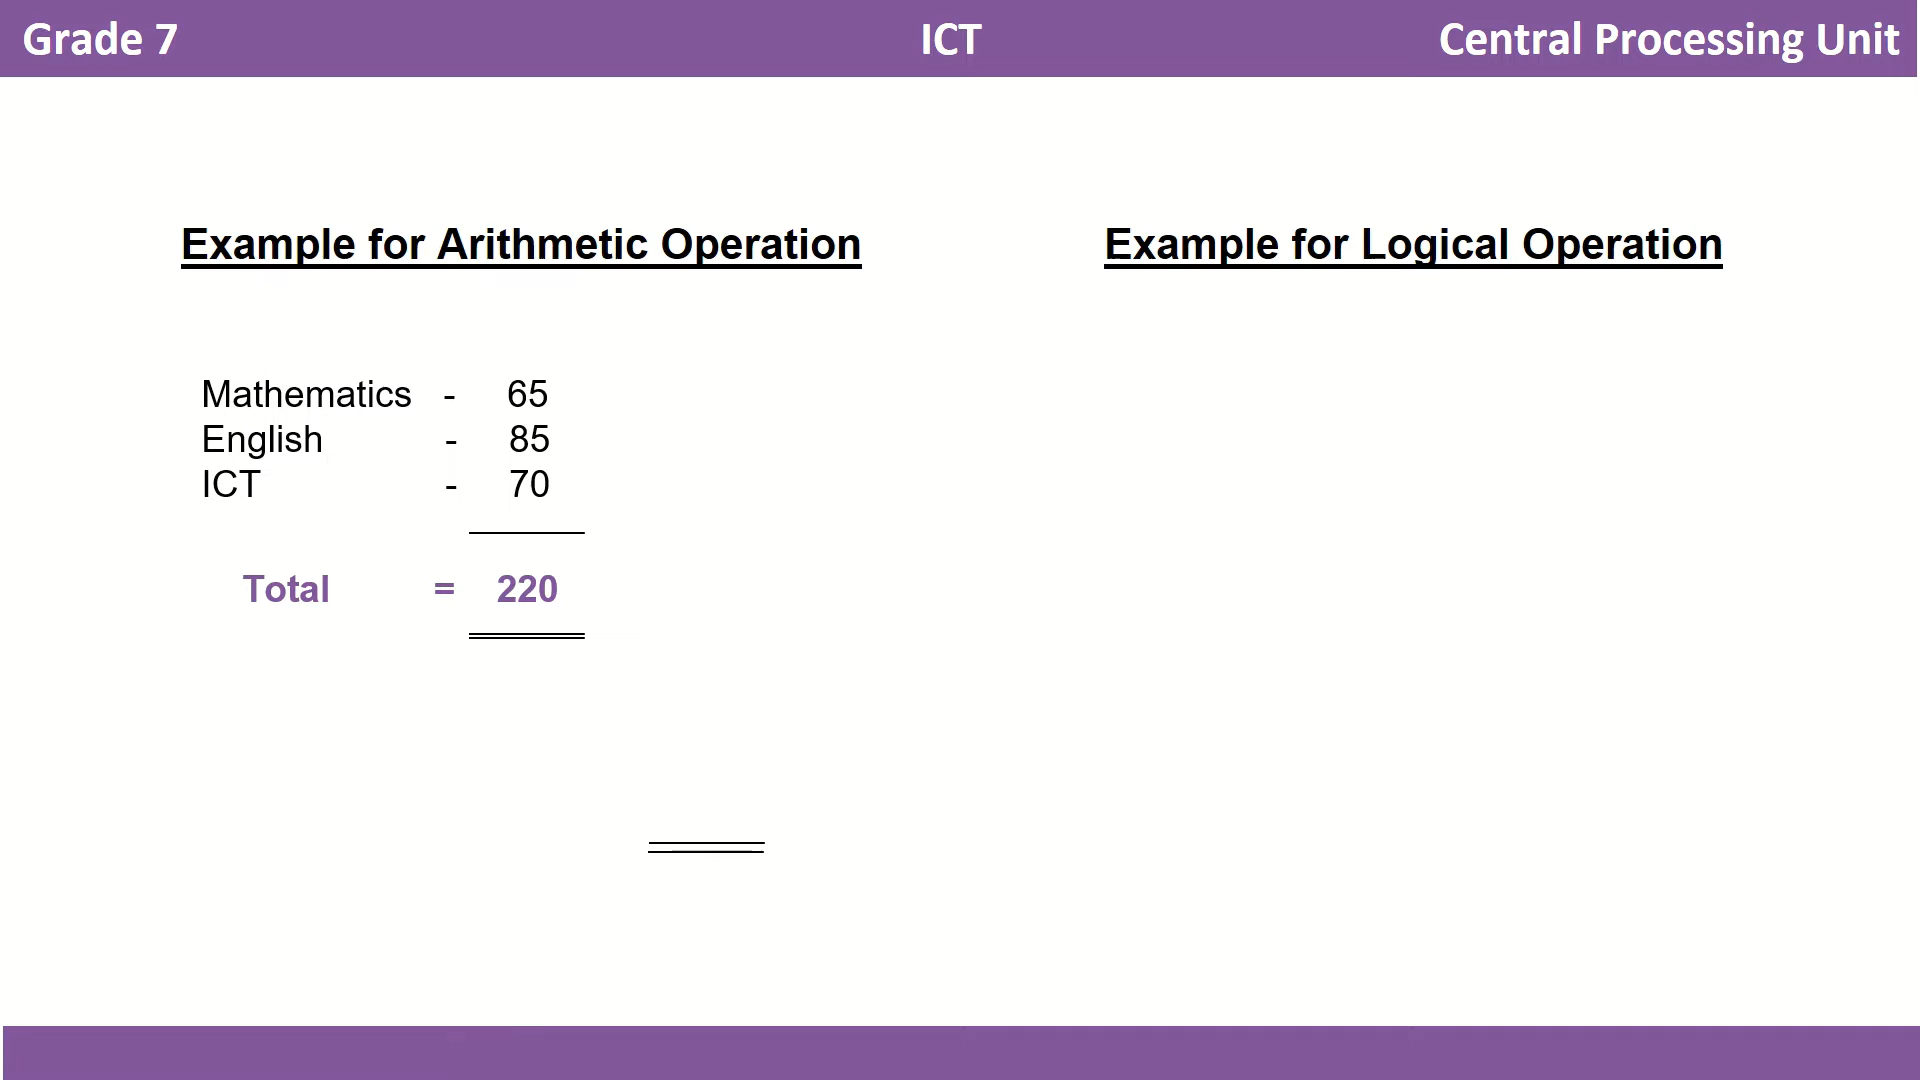 Grade 7 ICT Central Processing Unit
Example for Arithmetic Operation
Mathematics - 65
English - 85
ICT - 70
Total = 220
Example for Logical Operation